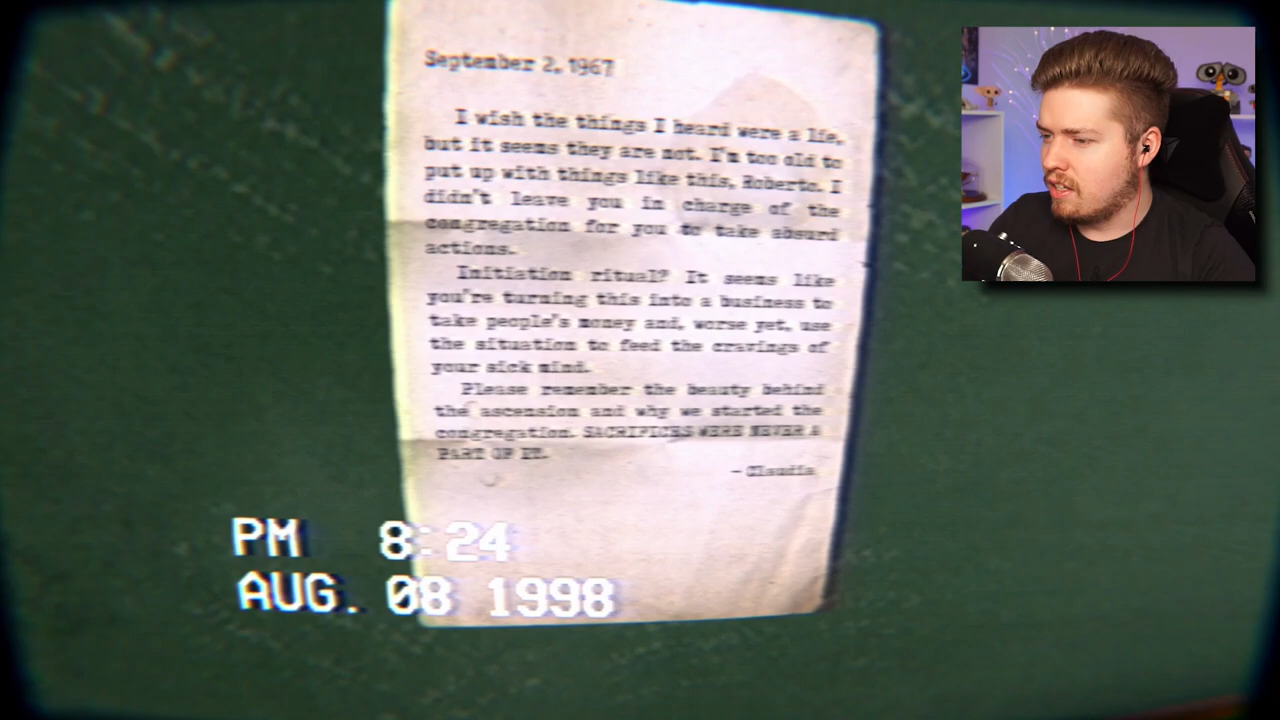 September 2, 1967
I wish the things I heard were a lie,
but it seems they are not. I'm too old to
put up with things like this, Roberto. I
didn't leave you in charge of the
congregation for you to take absurd
actions.
Initiation ritual? It seems like
you're turning this into a business to
take people's money and, worse yet, use
the situation to feed the cravings of
your sick mind.
Please remember the beauty behind
the ascension and why we started the
congregation. SACRIFICES WERE NEVER A
PART OF IT.
- Claudia
PM 8:24
AUG. 08 1998